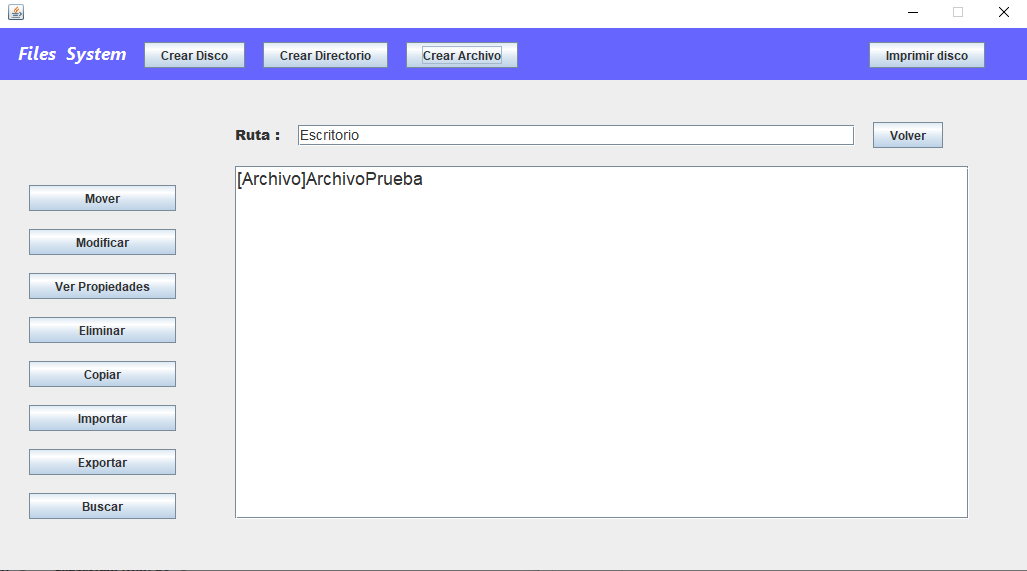 Files System
Crear Disco
Crear Directorio
Crear Archivo
Imprimir disco
Ruta :
Escritorio
Volver
[Archivo]ArchivoPrueba
Mover
Modificar
Ver Propiedades
Eliminar
Copiar
Importar
Exportar
Buscar